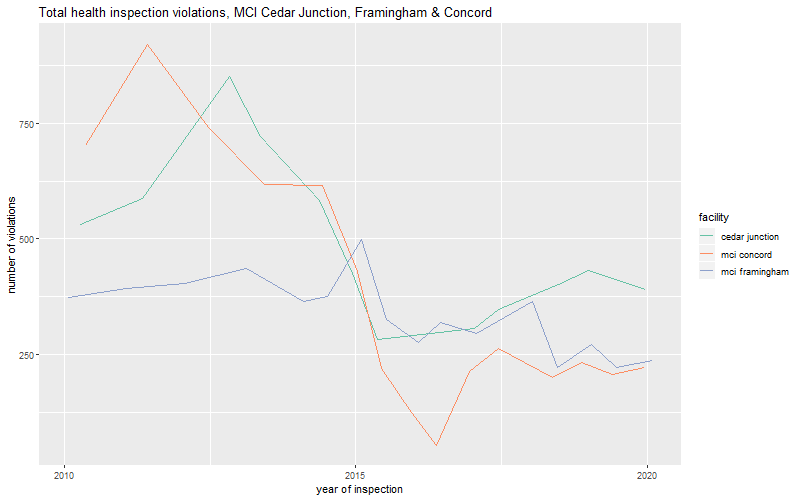 Total health inspection violations, MCI Cedar Junction, Framingham & Concord
number of violations
750
500
250
2010
2015
2020
year of inspection
facility
cedar junction
mci concord
mci framingham